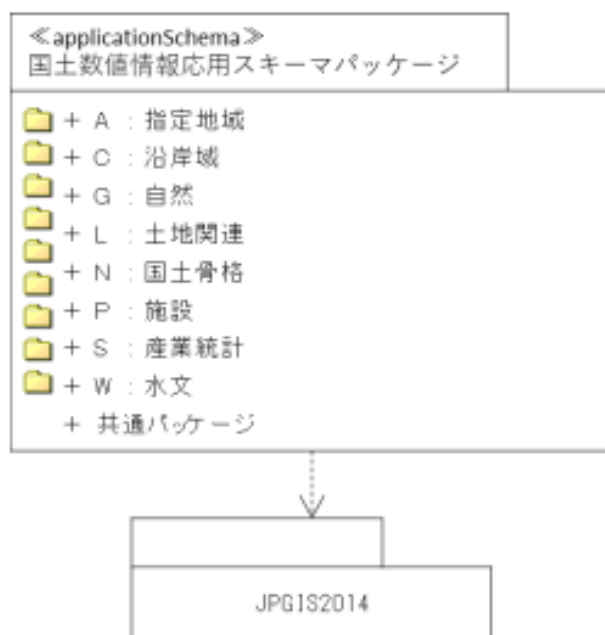 ≪applicationSchema≫
国土数値情報応用スキーマパッケージ
+ A : 指定地域
+ C : 沿岸域
+ G : 自然
+ L : 土地関連
+ N : 国土骨格
+ P : 施設
+ S : 産業統計
+ W : 水文
+ 共通パッケージ
JPGIS2014